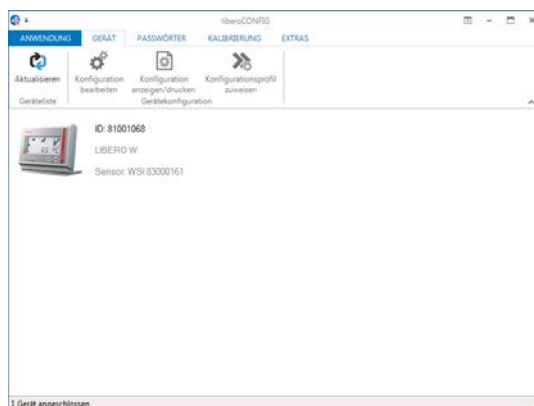 liberoCONFIG
ANWENDUNG GERÄT PASSWÖRTER KALIBRIERUNG EXTRAS
Aktualisieren
Konfiguration bearbeiten
Konfiguration anzeigen/drucken
Konfigurationsprofil zuweisen
Geräteliste
Gerätekonfiguration
ID: 81001068
LIBERO W
Sensor: WSI 83000161
1 Gerät angeschlossen